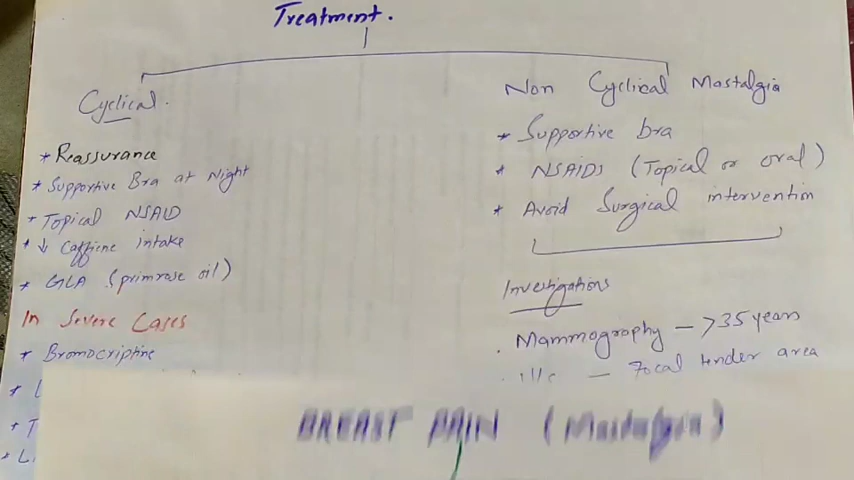 Treatment.
Cyclical.
* Reassurance
* Supportive Bra at Night
* Topical NSAID
* ↓ Caffiene intake
* GLA (primrose oil)
In Severe Cases
* Bromocriptine
Non Cyclical Mastalgia
* Supportive bra
* NSAIDs (Topical or oral)
* Avoid Surgical intervention
Investigations
. Mammography - >35 years
- Focal tender area
BREAST PAIN (Mastalgia)